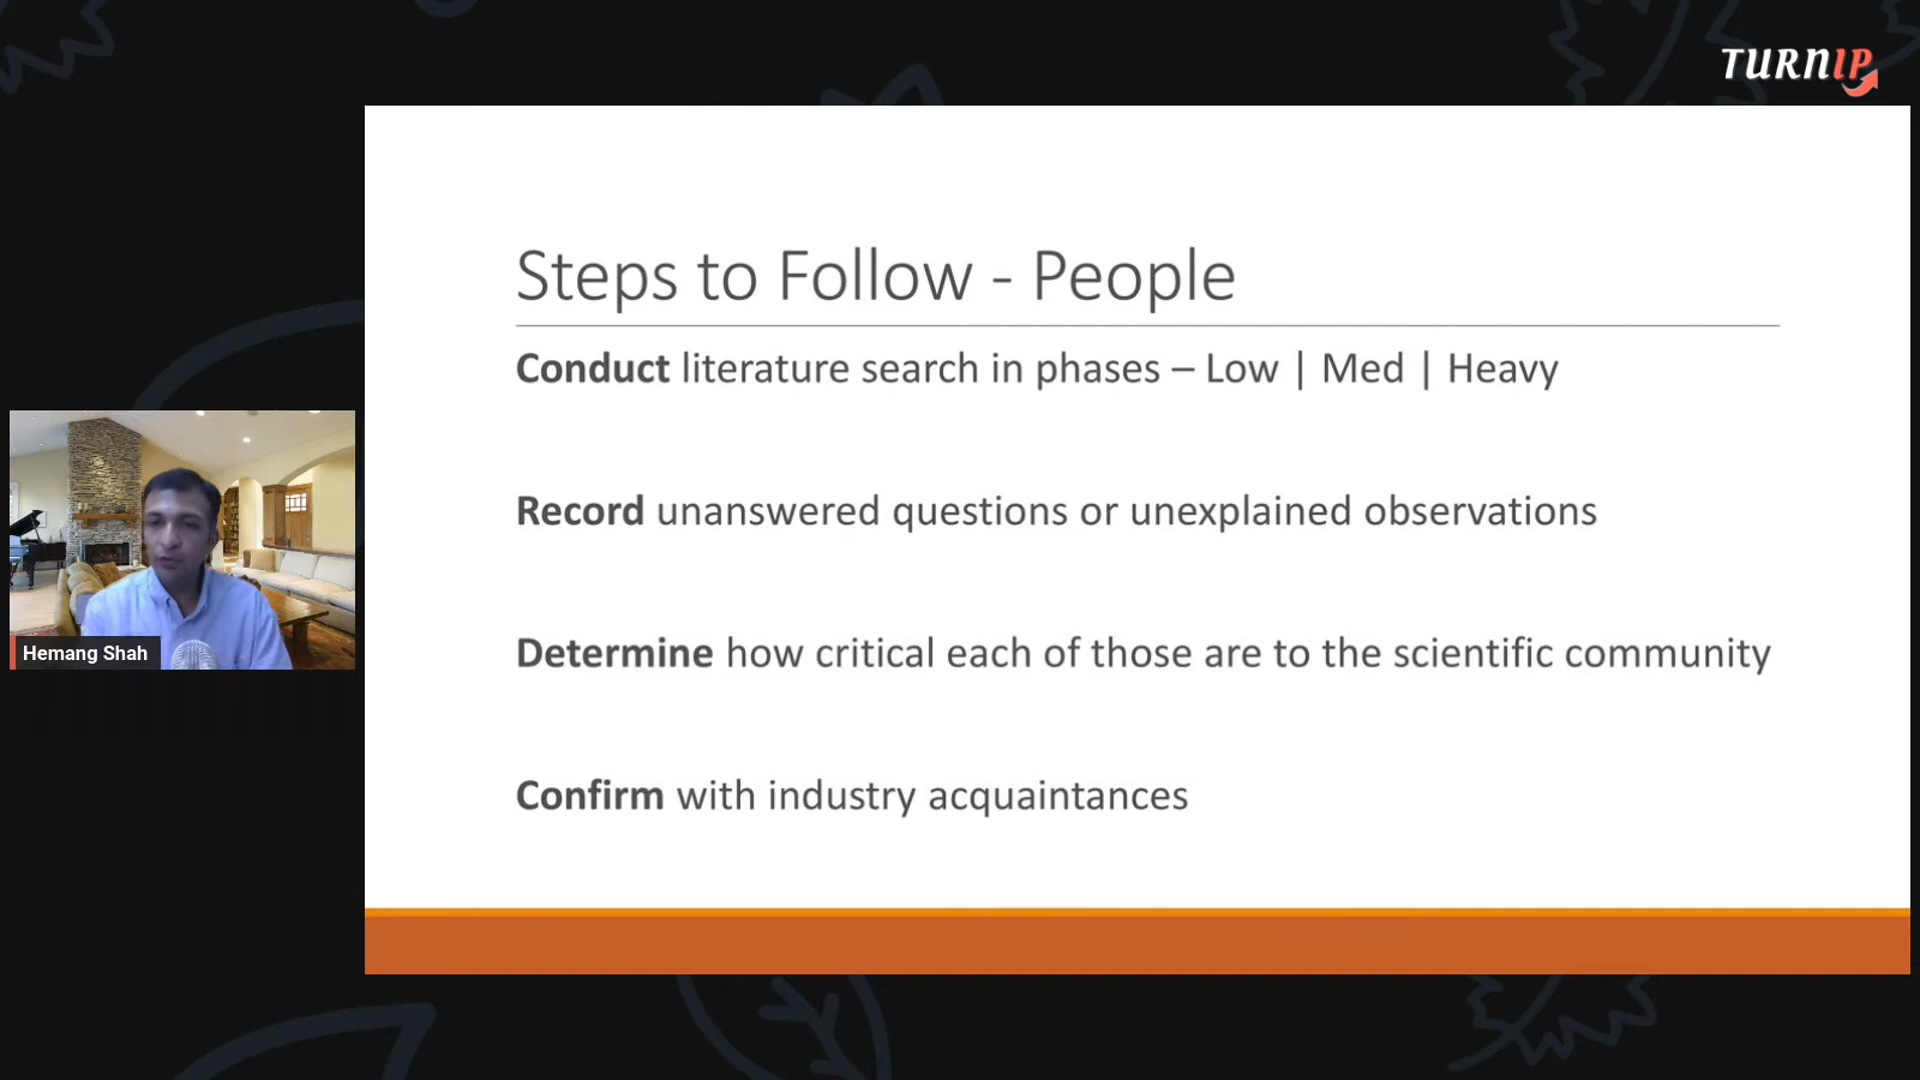 TURNIP
Steps to Follow - People
Conduct literature search in phases – Low | Med | Heavy
Record unanswered questions or unexplained observations
Determine how critical each of those are to the scientific community
Confirm with industry acquaintances
Hemang Shah